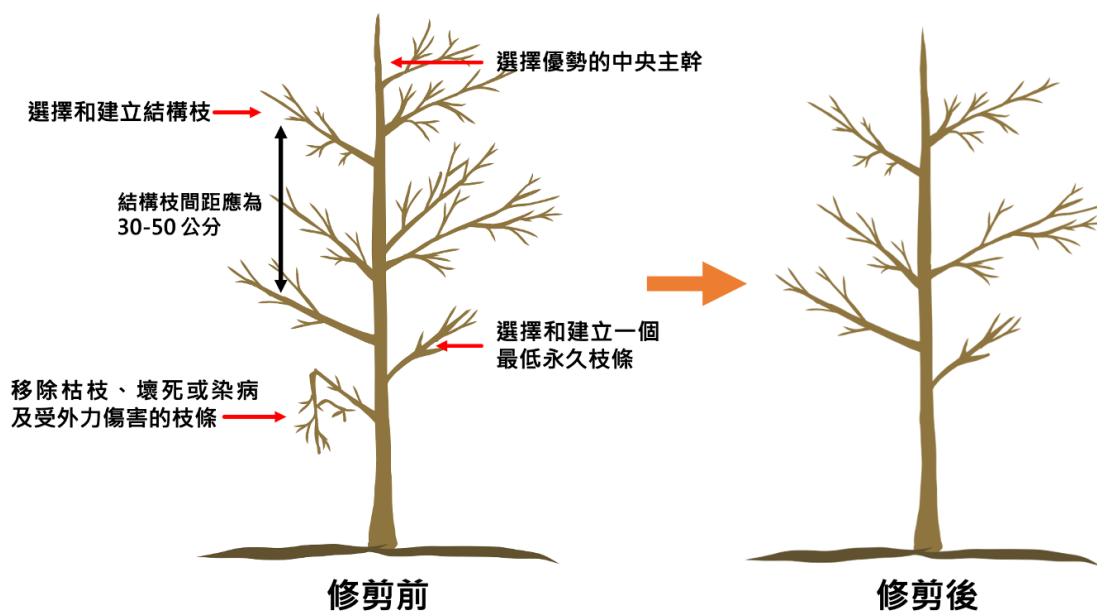 選擇優勢的中央主幹
選擇和建立結構枝
結構枝間距應為
30-50 公分
選擇和建立一個
最低永久枝條
移除枯枝、壞死或染病
及受外力傷害的枝條
修剪前
修剪後